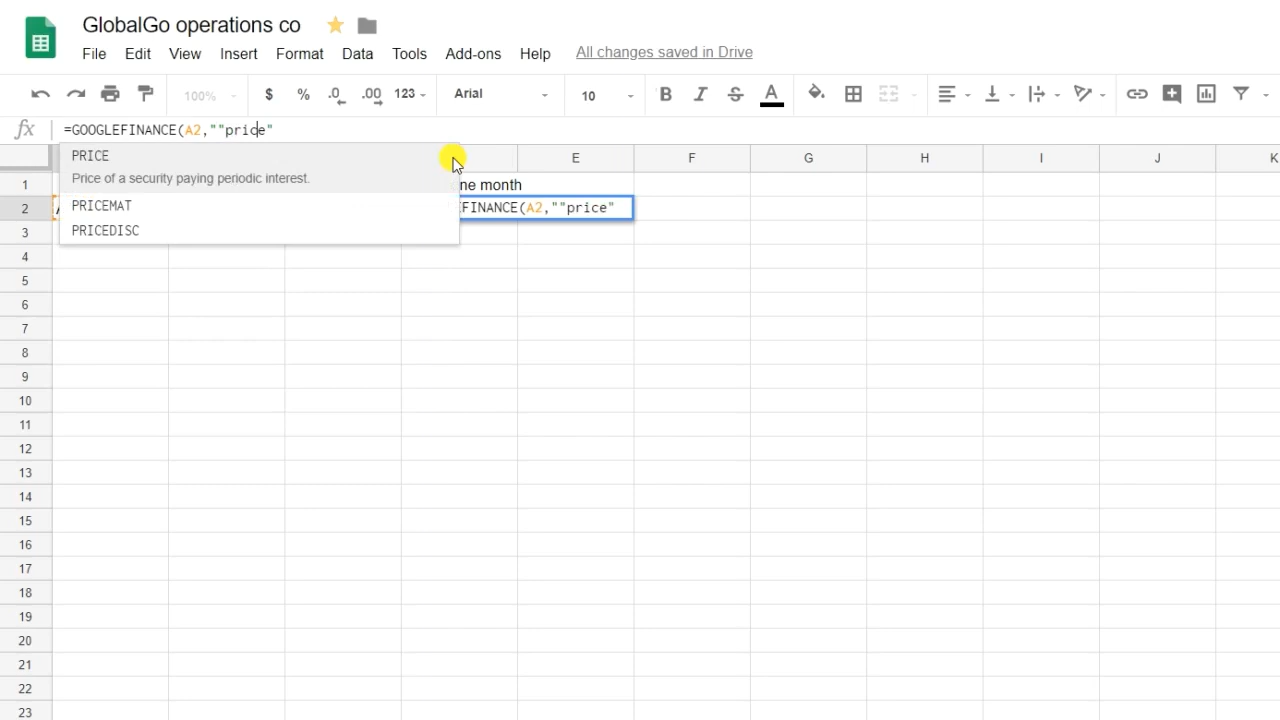 GlobalGo operations co
File Edit View Insert Format Data Tools Add-ons Help All changes saved in Drive
100% $ % .0 .00 123 Arial 10 B I S A
fx =GOOGLEFINANCE(A2,""price"
PRICE
Price of a security paying periodic interest.
PRICEMAT
PRICEDISC
E F G H I J K
1 one month
2 EFINANCE(A2,""price"
3
4
5
6
7
8
9
10
11
12
13
14
15
16
17
18
19
20
21
22
23